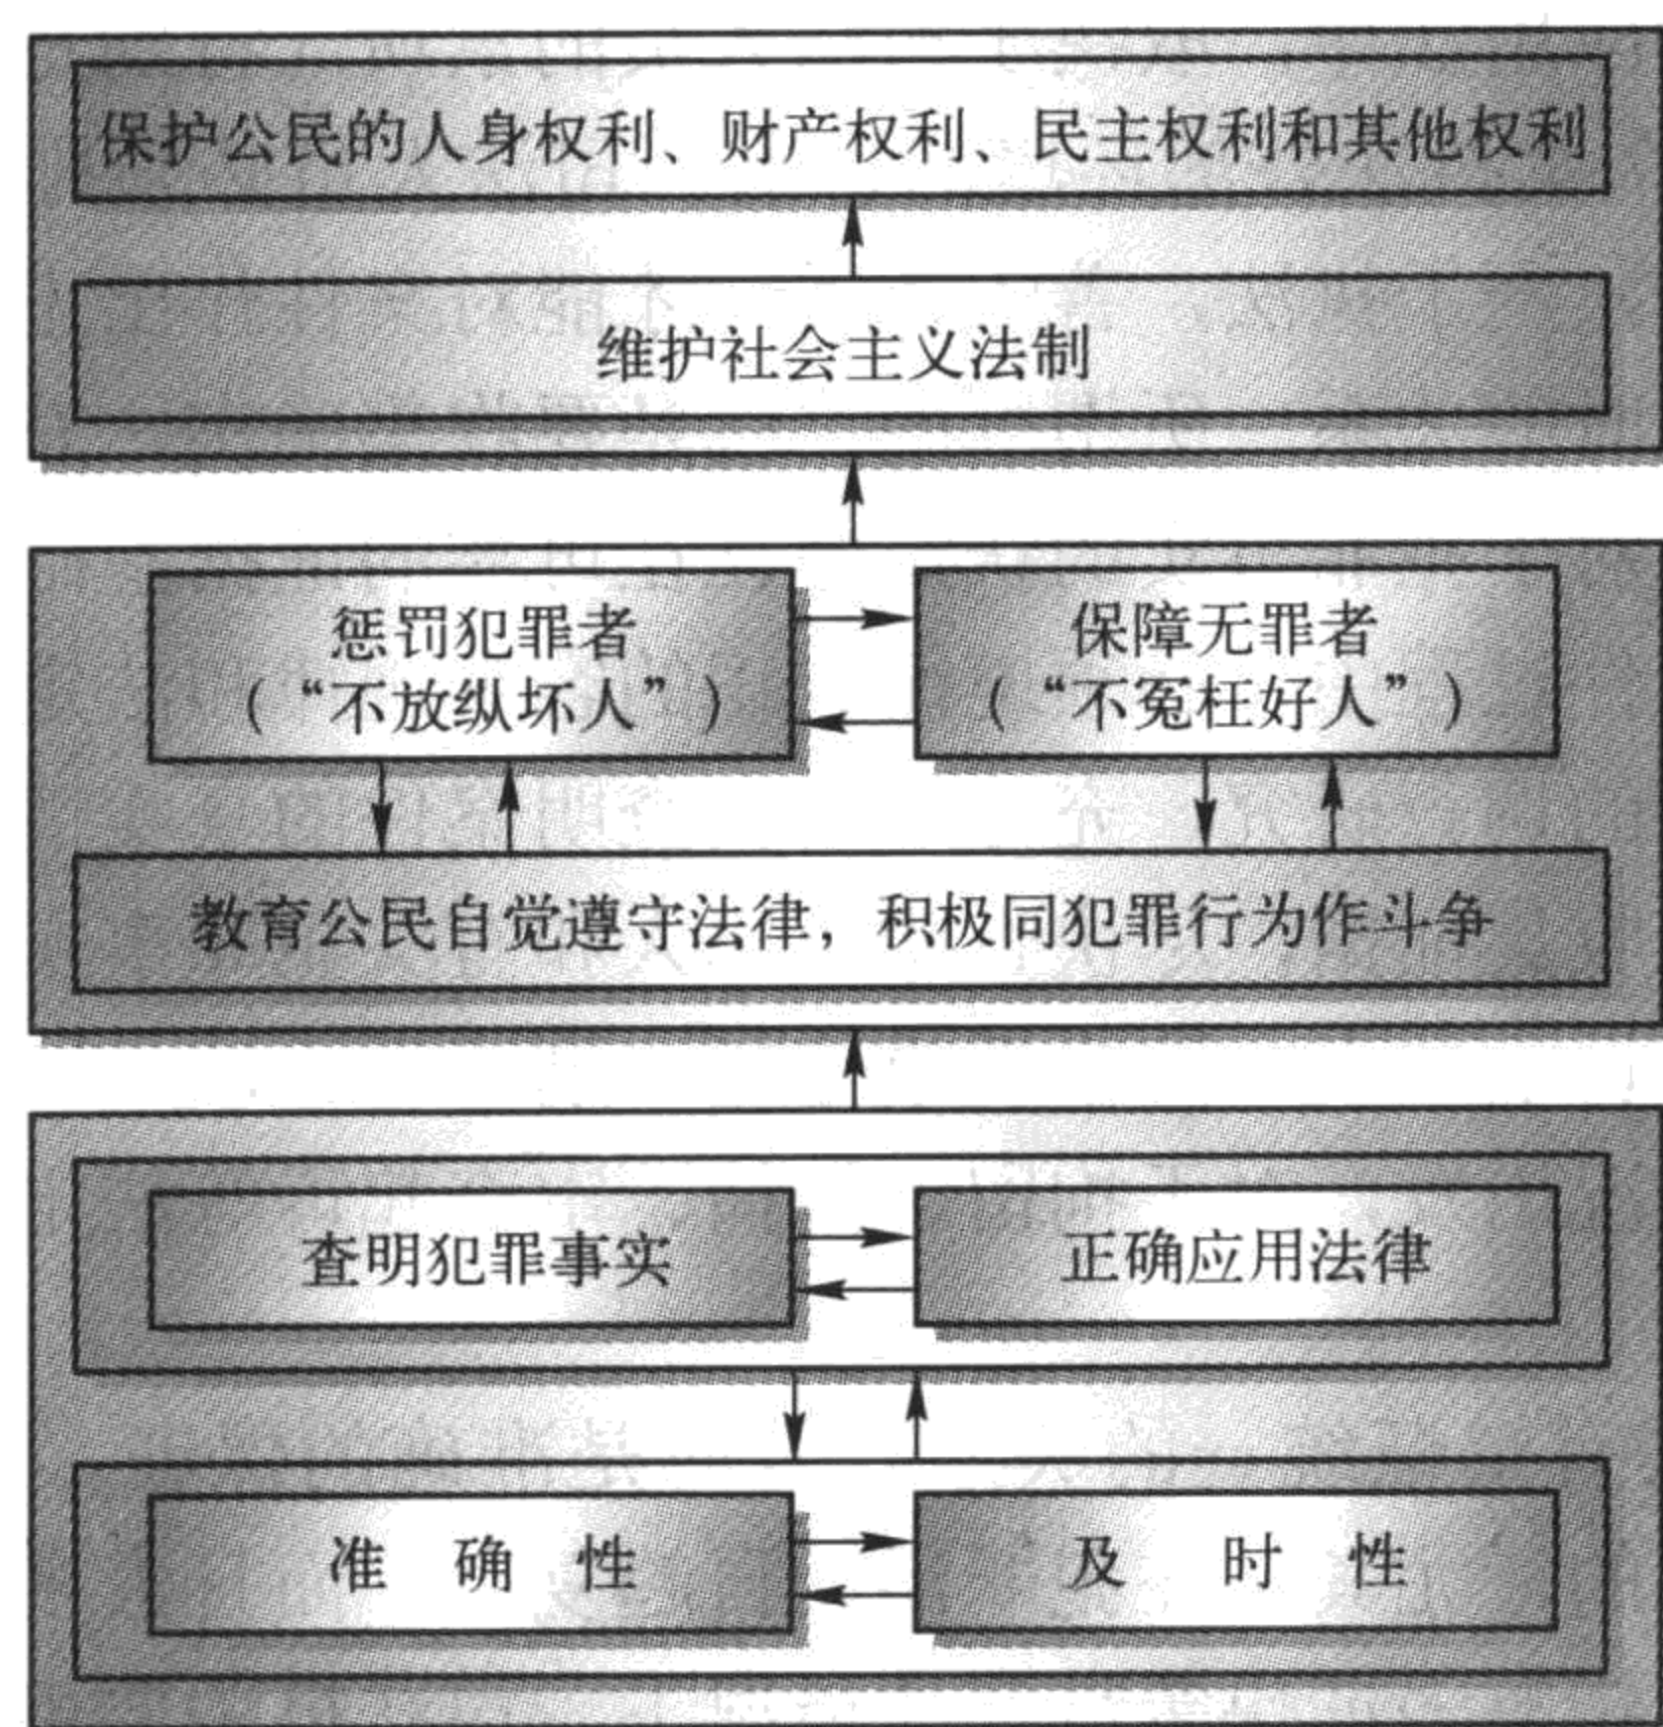 保护公民的人身权利、财产权利、民主权利和其他权利
维护社会主义法制
惩罚犯罪者
(“不放纵坏人”)
保障无罪者
(“不冤枉好人”)
教育公民自觉遵守法律，积极同犯罪行为作斗争
查明犯罪事实
正确应用法律
准 确 性
及 时 性